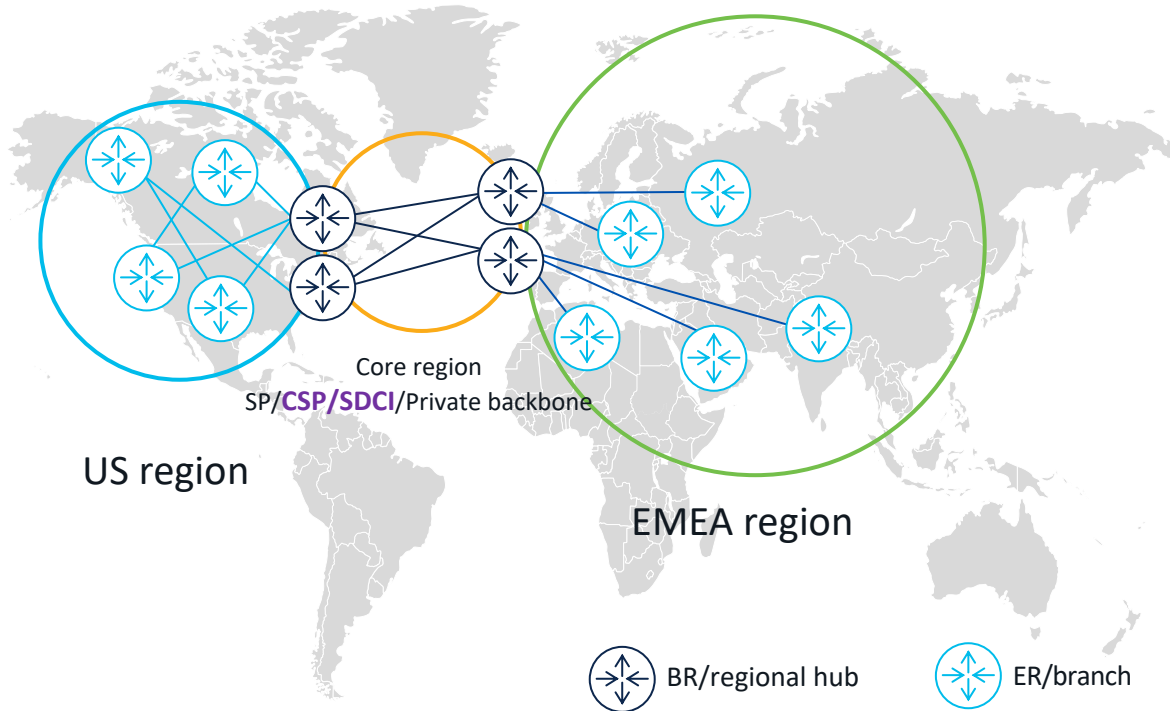 Core region
SP/CSP/SDCI/Private backbone
US region
EMEA region
BR/regional hub
ER/branch